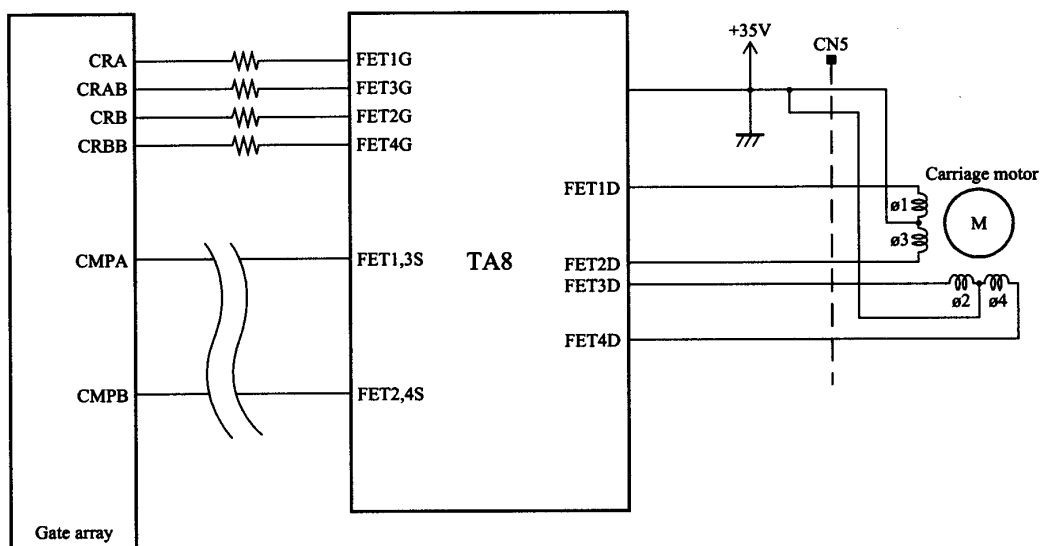 CRA
CRAB
CRB
CRBB
CMPA
CMPB
Gate array
FET1G
FET3G
FET2G
FET4G
FET1,3S
FET2,4S
TA8
FET1D
FET2D
FET3D
FET4D
+35V
CN5
Carriage motor
ø1
ø3
M
ø2
ø4